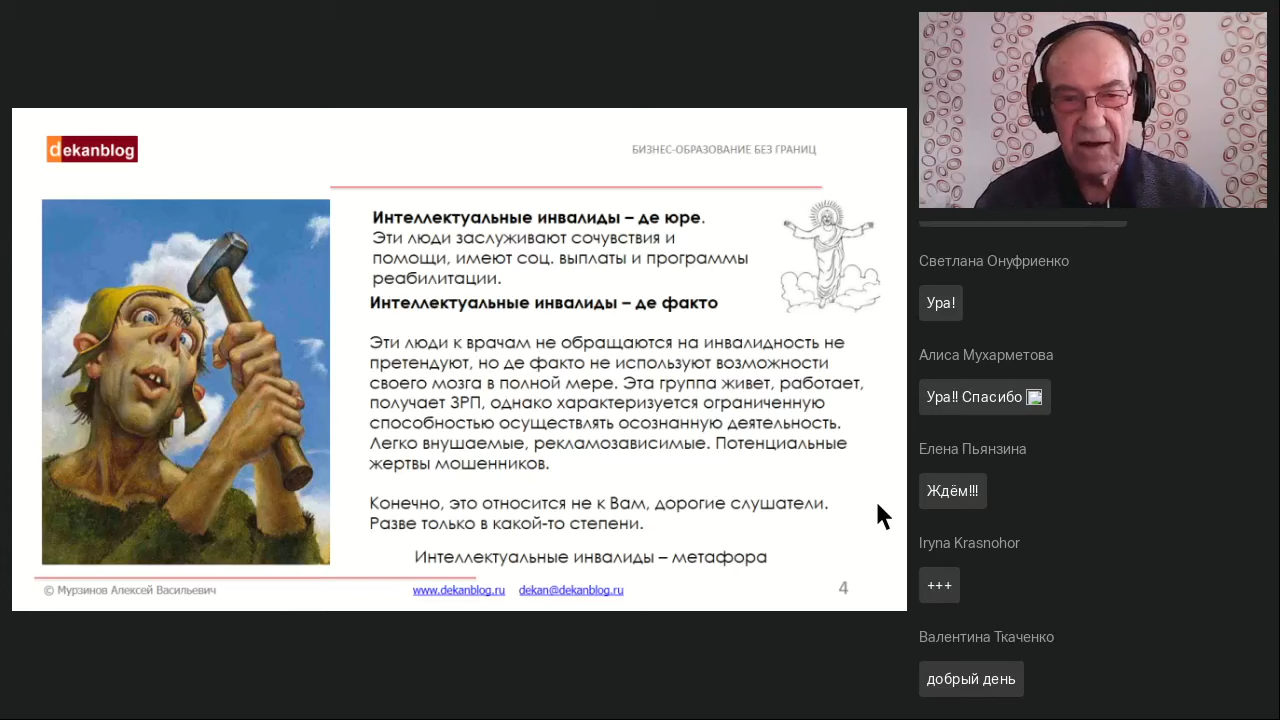 dekanblog
БИЗНЕС-ОБРАЗОВАНИЕ БЕЗ ГРАНИЦ
Интеллектуальные инвалиды – де юре.
Эти люди заслуживают сочувствия и
помощи, имеют соц. выплаты и программы
реабилитации.
Интеллектуальные инвалиды – де факто
Эти люди к врачам не обращаются на инвалидность не
претендуют, но де факто не используют возможности
своего мозга в полной мере. Эта группа живет, работает,
получает ЗРП, однако характеризуется ограниченную
способностью осуществлять осознанную деятельность.
Легко внушаемые, рекламозависимые. Потенциальные
жертвы мошенников.
Конечно, это относится не к Вам, дорогие слушатели.
Разве только в какой-то степени.
Интеллектуальные инвалиды – метафора
© Мурзинов Алексей Васильевич
www.dekanblog.ru dekan@dekanblog.ru
4
Светлана Онуфриенко
Ура!
Алиса Мухарметова
Ура!! Спасибо
Елена Пьянзина
Ждём!!!
Iryna Krasnohor
+++
Валентина Ткаченко
добрый день